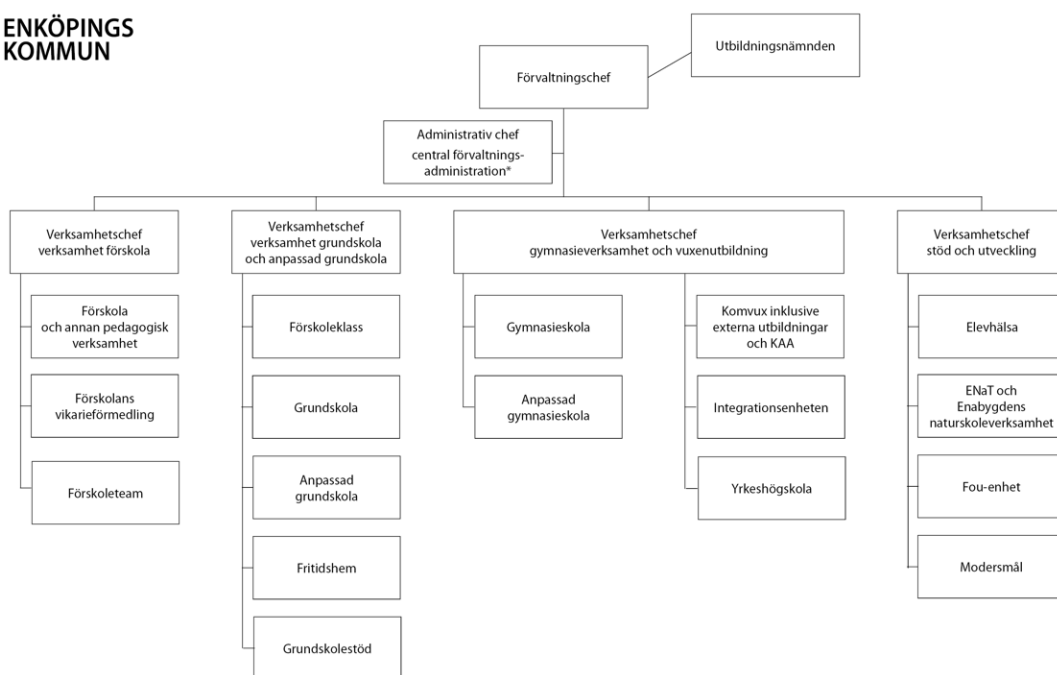 ENKÖPINGS
KOMMUN
Utbildningsnämnden
Förvaltningschef
Administrativ chef
central förvaltnings-
administration*
Verksamhetschef
verksamhet förskola
Förskola
och annan pedagogisk
verksamhet
Förskolans
vikarieförmedling
Förskoleteam
Verksamhetschef
verksamhet grundskola
och anpassad grundskola
Förskoleklass
Grundskola
Anpassad
grundskola
Fritidshem
Grundskolestöd
Verksamhetschef
gymnasieverksamhet och vuxenutbildning
Gymnasieskola
Anpassad
gymnasieskola
Komvux inklusive
externa utbildningar
och KAA
Integrationsenheten
Yrkeshögskola
Verksamhetschef
stöd och utveckling
Elevhälsa
ENaT och
Enabygdens
naturskoleverksamhet
Fou-enhet
Modersmål